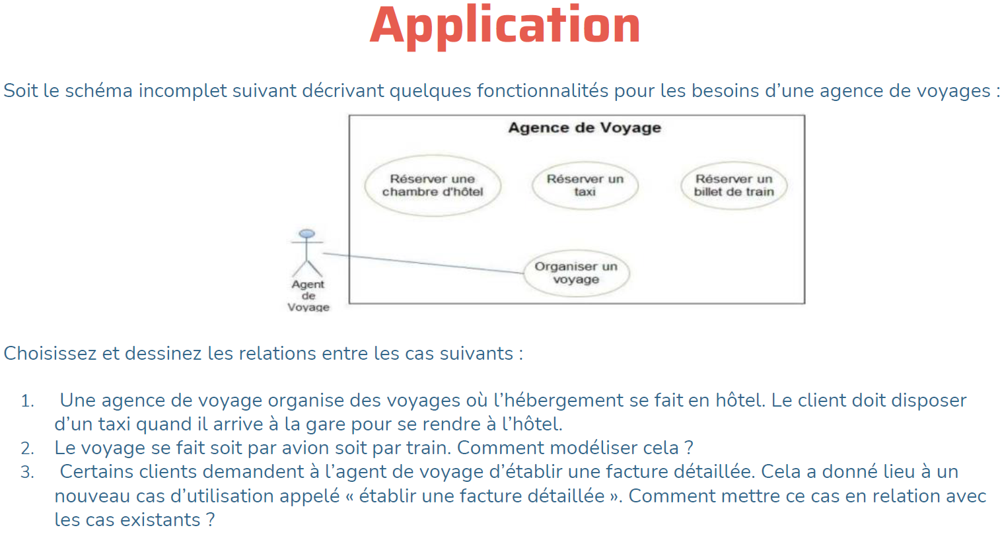 Application
Soit le schéma incomplet suivant décrivant quelques fonctionnalités pour les besoins d’une agence de voyages :
Agence de Voyage
Réserver une
chambre d'hôtel
Réserver un
taxi
Réserver un
billet de train
Organiser un
voyage
Agent
de
Voyage
Choisissez et dessinez les relations entre les cas suivants :
1. Une agence de voyage organise des voyages où l’hébergement se fait en hôtel. Le client doit disposer
d’un taxi quand il arrive à la gare pour se rendre à l’hôtel.
2. Le voyage se fait soit par avion soit par train. Comment modéliser cela ?
3. Certains clients demandent à l’agent de voyage d’établir une facture détaillée. Cela a donné lieu à un
nouveau cas d’utilisation appelé « établir une facture détaillée ». Comment mettre ce cas en relation avec
les cas existants ?